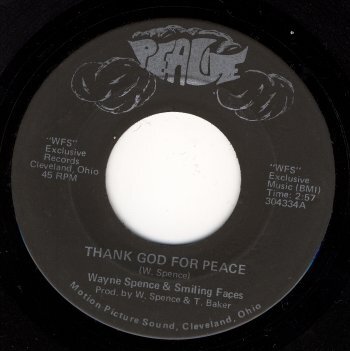 PEACE
"WFS"
Exclusive
Records
Cleveland, Ohio
45 RPM
"WFS"
Exclusive
Music (BMI)
Time: 2:57
304334A
THANK GOD FOR PEACE
(W. Spence)
Wayne Spence & Smiling Faces
Prod. by W. Spence & T. Baker
Motion Picture Sound, Cleveland, Ohio